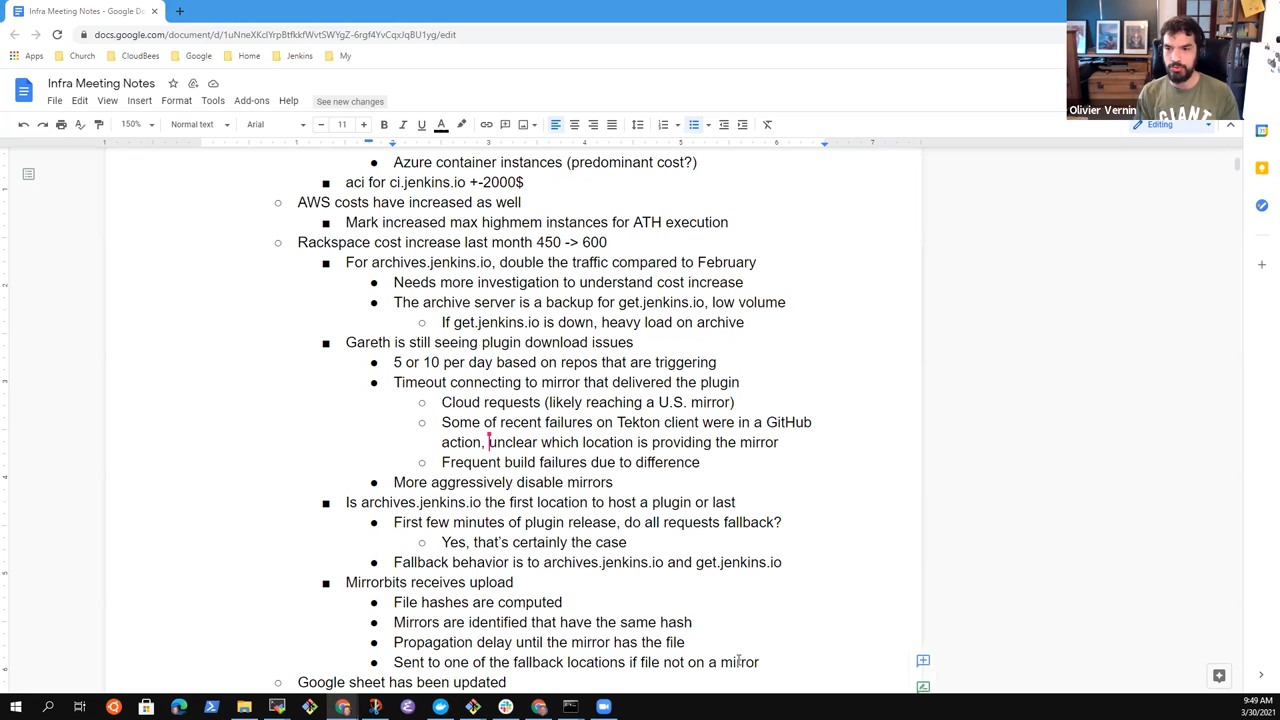 Infra Meeting Notes - Google Do
docs.google.com/document/d/1uNneXKclYrpBtfkkfWvtSWYgZ-6rgf4YvCqxJqBU1yg/edit
Apps Church CloudBees Google Home Jenkins My
Infra Meeting Notes
File Edit View Insert Format Tools Add-ons Help See new changes
150% Normal text Arial 11 Editing
Olivier Vernin
GIANT
Azure container instances (predominant cost?)
aci for ci.jenkins.io +-2000$
AWS costs have increased as well
Mark increased max highmem instances for ATH execution
Rackspace cost increase last month 450 -> 600
For archives.jenkins.io, double the traffic compared to February
Needs more investigation to understand cost increase
The archive server is a backup for get.jenkins.io, low volume
If get.jenkins.io is down, heavy load on archive
Gareth is still seeing plugin download issues
5 or 10 per day based on repos that are triggering
Timeout connecting to mirror that delivered the plugin
Cloud requests (likely reaching a U.S. mirror)
Some of recent failures on Tekton client were in a GitHub
action, unclear which location is providing the mirror
Frequent build failures due to difference
More aggressively disable mirrors
Is archives.jenkins.io the first location to host a plugin or last
First few minutes of plugin release, do all requests fallback?
Yes, that's certainly the case
Fallback behavior is to archives.jenkins.io and get.jenkins.io
Mirrorbits receives upload
File hashes are computed
Mirrors are identified that have the same hash
Propagation delay until the mirror has the file
Sent to one of the fallback locations if file not on a mirror
Google sheet has been updated
9:49 AM
3/30/2021